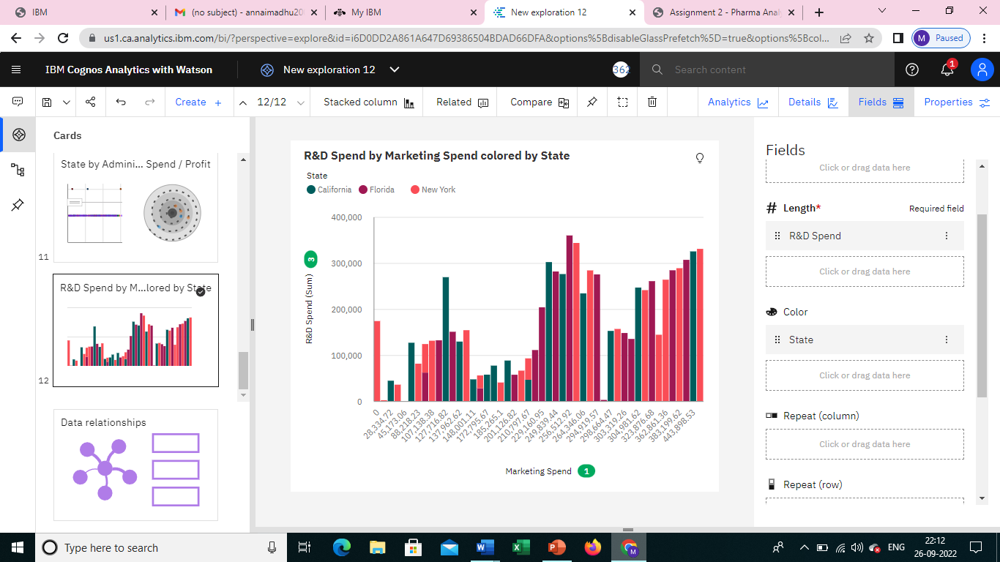 IBM
(no subject) - annaimadhu20
My IBM
New exploration 12
Assignment 2 - Pharma Anal
us1.ca.analytics.ibm.com/bi/?perspective=explore&id=i6D0DD2A861A647D69386504BDAD66DFA&options%5BdisableGlassPrefetch%5D=true&options%5Bcol...
M Paused
IBM Cognos Analytics with Watson
New exploration 12
362
Search content
1
Create +
12/12
Stacked column
Related
Compare
Analytics
Details
Fields
Properties
Cards
State by Admini... Spend / Profit
11
R&D Spend by M...lored by State
12
Data relationships
R&D Spend by Marketing Spend colored by State
State
California
Florida
New York
400,000
300,000
200,000
100,000
0
R&D Spend (Sum)
3
0
28,334.72
45,173.06
88,218.23
107,138.38
127,716.82
137,962.62
148,001.11
172,795.67
185,265.1
201,126.82
210,797.67
229,160.95
249,839.44
256,512.92
264,346.06
294,919.57
298,664.47
303,319.26
304,981.62
323,876.68
362,861.36
383,199.62
443,898.53
Marketing Spend 1
Fields
Click or drag data here
# Length* Required field
R&D Spend
Click or drag data here
Color
State
Click or drag data here
Repeat (column)
Click or drag data here
Repeat (row)
Type here to search
M
ENG
22:12
26-09-2022